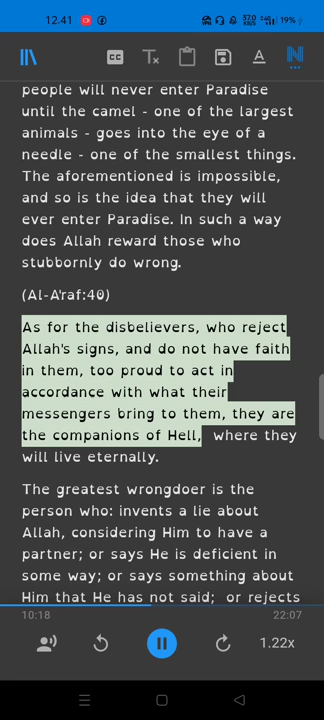 12.41
37.0
KB/S
19%
CC
people will never enter Paradise
until the camel - one of the largest
animals - goes into the eye of a
needle - one of the smallest things.
The aforementioned is impossible,
and so is the idea that they will
ever enter Paradise. In such a way
does Allah reward those who
stubbornly do wrong.
(Al-A'raf:40)
As for the disbelievers, who reject
Allah's signs, and do not have faith
in them, too proud to act in
accordance with what their
messengers bring to them, they are
the companions of Hell, where they
will live eternally.
The greatest wrongdoer is the
person who: invents a lie about
Allah, considering Him to have a
partner; or says He is deficient in
some way; or says something about
Him that He has not said; or rejects
10:18
22:07
1.22x